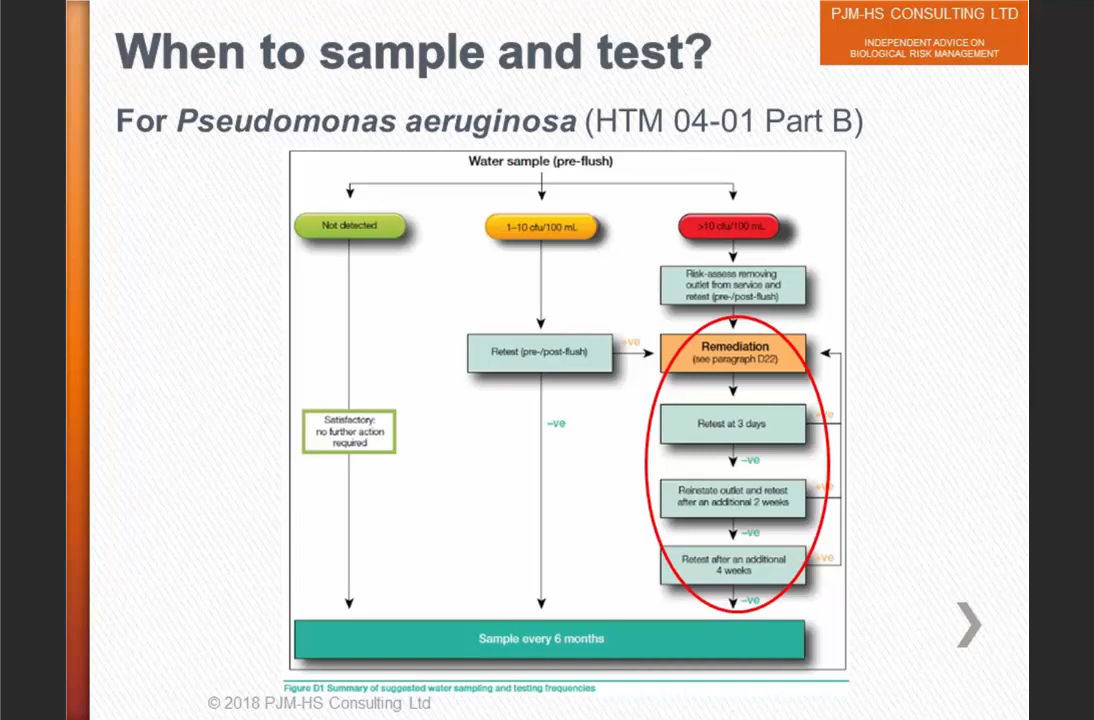 PJM-HS CONSULTING LTD
INDEPENDENT ADVICE ON
BIOLOGICAL RISK MANAGEMENT
When to sample and test?
For Pseudomonas aeruginosa (HTM 04-01 Part B)
Water sample (pre-flush)
Not detected
1–10 cfu/100 mL
>10 cfu/100 mL
Risk-assess removing
outlet from service and
retest (pre-/post-flush)
Retest (pre-/post-flush)
+ve
Remediation
(see paragraph D22)
Satisfactory:
no further action
required
–ve
Retest at 3 days
+ve
–ve
Reinstate outlet and retest
after an additional 2 weeks
+ve
–ve
Retest after an additional
4 weeks
+ve
–ve
Sample every 6 months
Figure D1 Summary of suggested water sampling and testing frequencies
© 2018 PJM-HS Consulting Ltd